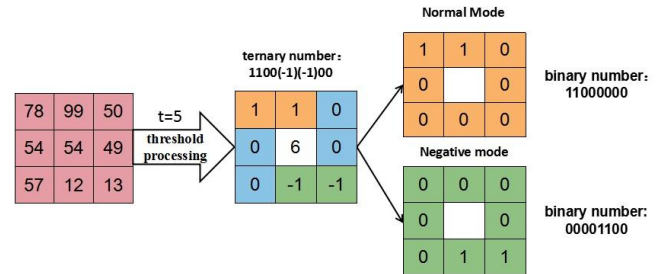 Normal Mode
ternary number：
1100(-1)(-1)00
1 1 0
0 0
0 0 0
binary number：
11000000
78 99 50
54 54 49
57 12 13
t=5
threshold
processing
1 1 0
0 6 0
0 -1 -1
Negative mode
0 0 0
0 0
0 1 1
binary number:
00001100